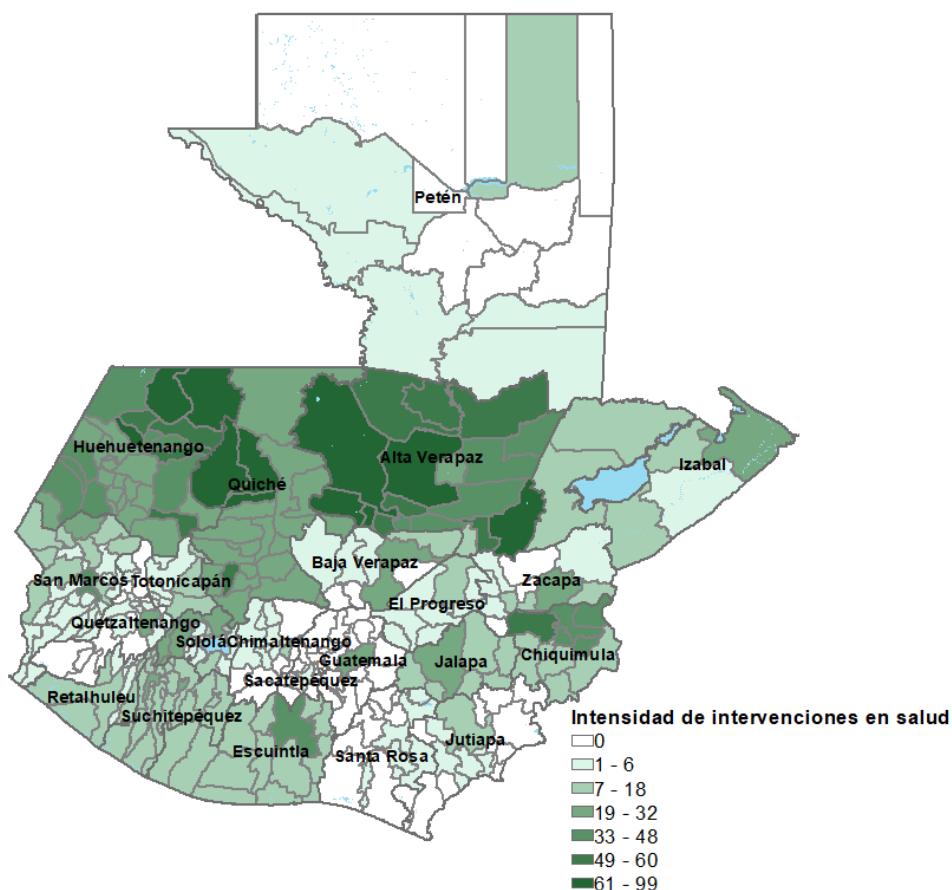 Petén
Huehuetenango
Quiché
Alta Verapaz
Izabal
Baja Verapaz
Zacapa
San Marcos
Totonicapán
El Progreso
Quetzaltenango
Sololá
Chimaltenango
Guatemala
Jalapa
Chiquimula
Sacatepéquez
Retalhuleu
Suchitepéquez
Escuintla
Santa Rosa
Jutiapa
Intensidad de intervenciones en salud
0
1 - 6
7 - 18
19 - 32
33 - 48
49 - 60
61 - 99